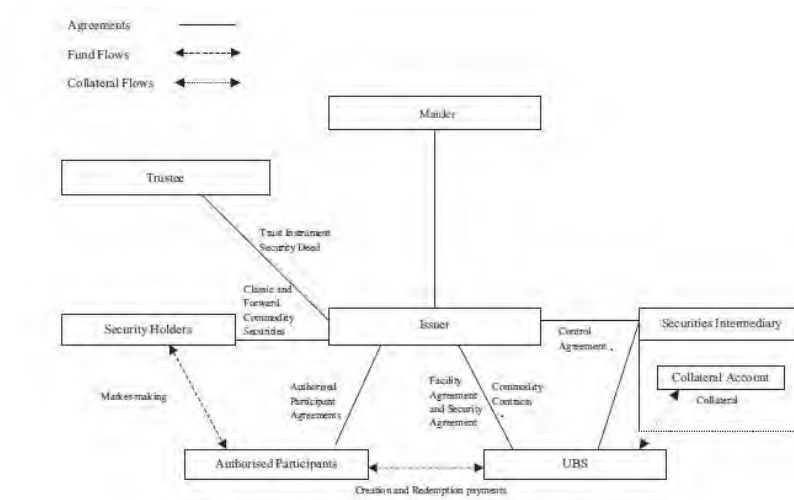 Agreements
Fund Flows
Collateral Flows
Trustee
Trust Instrument
Security Deed
Classic and
Forward
Commodity
Securities
Security Holders
Issuer
Control
Agreement
Securities Intermediary
Collateral Account
Collateral
Market-making
Authorised
Participant
Agreements
Facility
Agreement
and Security
Agreement
Commodity
Contracts
Authorised Participants
UBS
Creation and Redemption payments